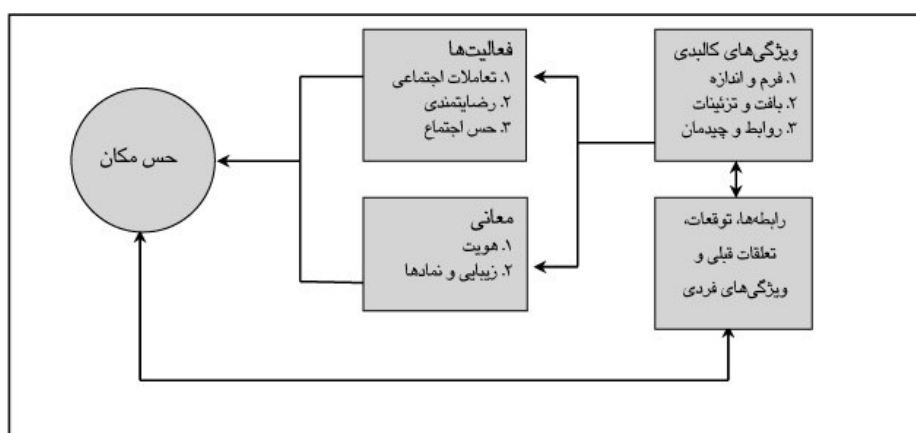 ویژگی‌های کالبدی
۱. فرم و اندازه
۲. بافت و تزئینات
۳. روابط و چیدمان
رابطه‌ها، توقعات،
تعلقات قبلی و
ویژگی‌های فردی
فعالیت‌ها
۱. تعاملات اجتماعی
۲. رضایتمندی
۳. حس اجتماع
معانی
۱. هویت
۲. زیبایی و نمادها
حس مکان